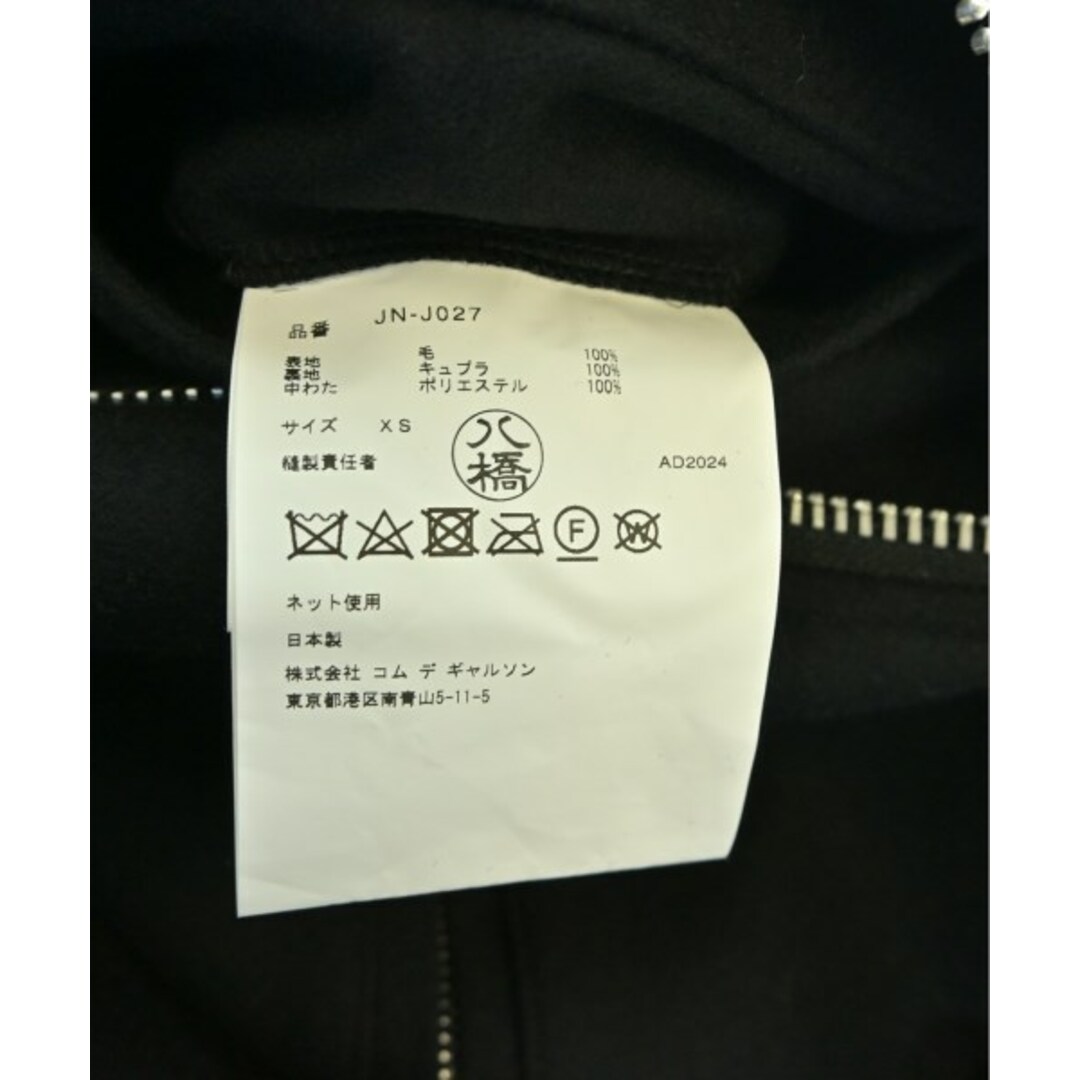 品番 JN-J027
表地 毛 100%
裏地 キュプラ 100%
中わた ポリエステル 100%
サイズ XS
八橋
縫製責任者 AD2024
F W
ネット使用
日本製
株式会社 コム デ ギャルソン
東京都港区南青山5-11-5